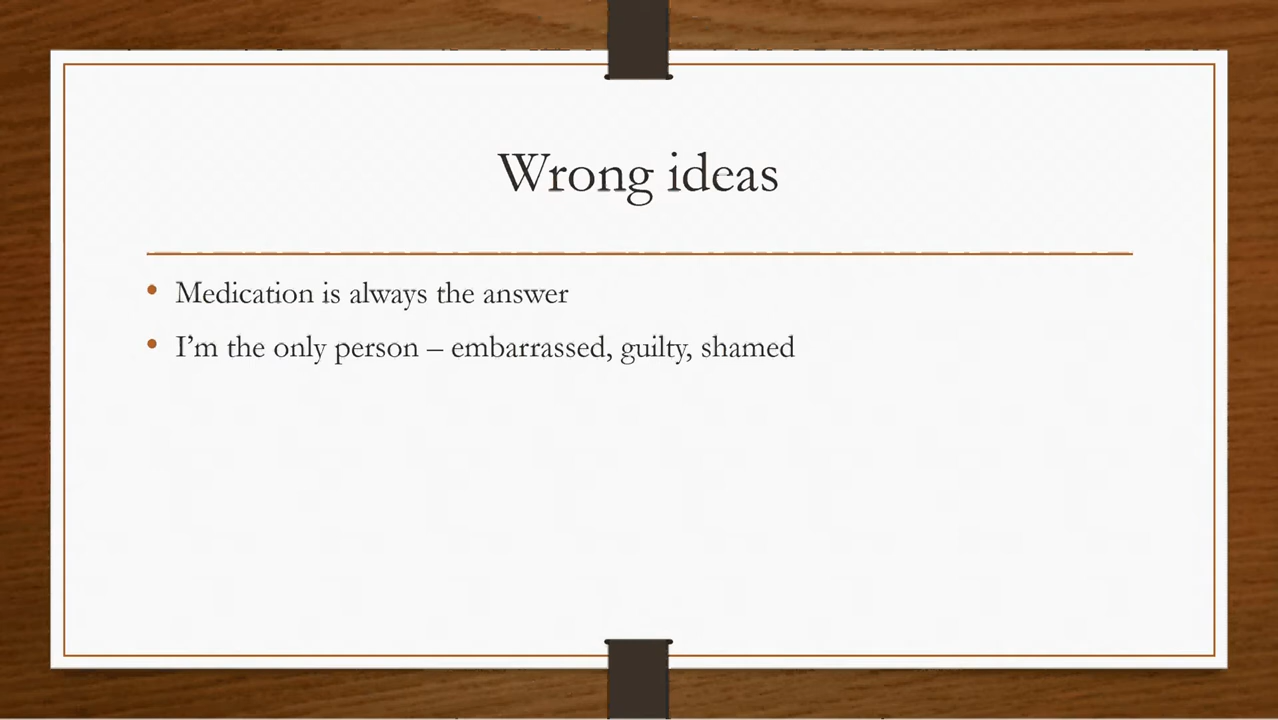 Wrong ideas
• Medication is always the answer
• I’m the only person – embarrassed, guilty, shamed